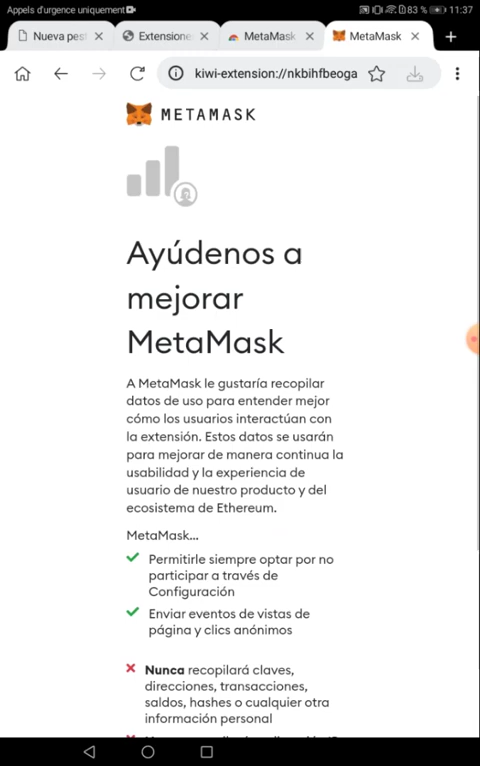 Appels d'urgence uniquement 83 % 11:37
Nueva pes Extensione MetaMask MetaMask
kiwi-extension://nkbihfbeoga
METAMASK
Ayúdenos a
mejorar
MetaMask
A MetaMask le gustaría recopilar
datos de uso para entender mejor
cómo los usuarios interactúan con
la extensión. Estos datos se usarán
para mejorar de manera continua la
usabilidad y la experiencia de
usuario de nuestro producto y del
ecosistema de Ethereum.
MetaMask...
Permitirle siempre optar por no
participar a través de
Configuración
Enviar eventos de vistas de
página y clics anónimos
Nunca recopilará claves,
direcciones, transacciones,
saldos, hashes o cualquier otra
información personal